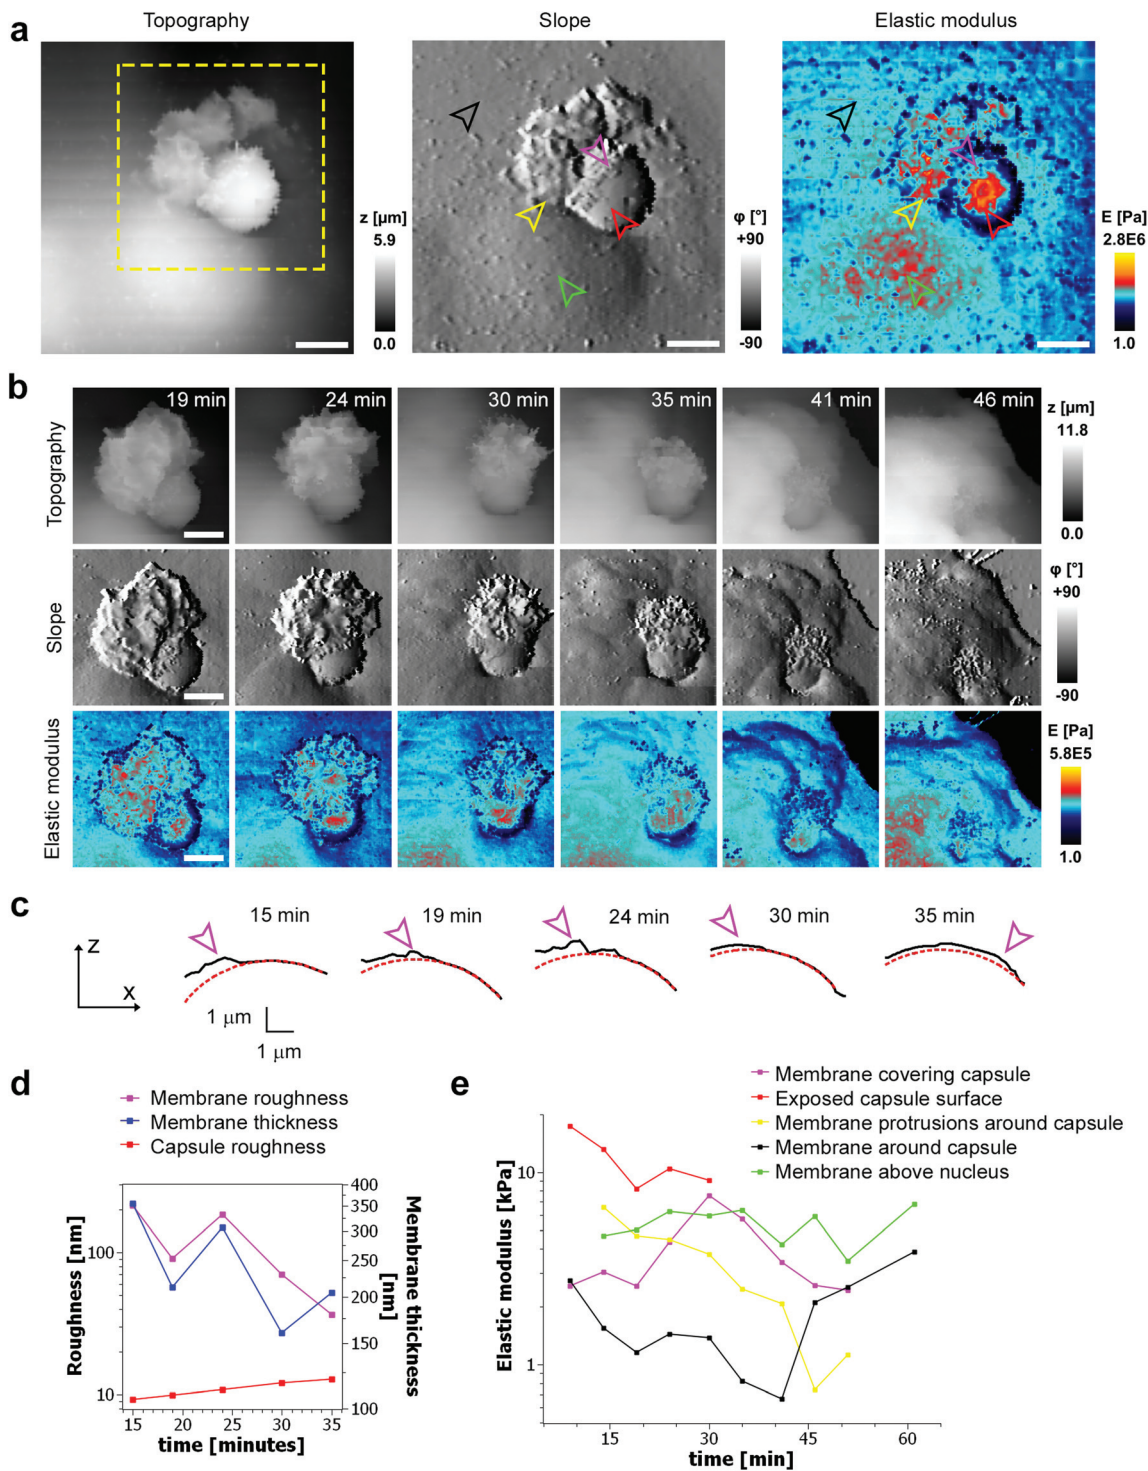 a
Topography
Slope
Elastic modulus
z [µm]
5.9
0.0
φ [°]
+90
-90
E [Pa]
2.8E6
1.0
b
19 min
24 min
30 min
35 min
41 min
46 min
Topography
z [µm]
11.8
0.0
Slope
φ [°]
+90
-90
Elastic modulus
E [Pa]
5.8E5
1.0
c
15 min
19 min
24 min
30 min
35 min
Z
X
1 µm
1 µm
d
Membrane roughness
Membrane thickness
Capsule roughness
Roughness [nm]
100
10
400
350
300
250
200
150
100
Membrane thickness
[nm]
15
20
25
30
35
time [minutes]
e
Membrane covering capsule
Exposed capsule surface
Membrane protrusions around capsule
Membrane around capsule
Membrane above nucleus
Elastic modulus [kPa]
10
1
15
30
45
60
time [min]